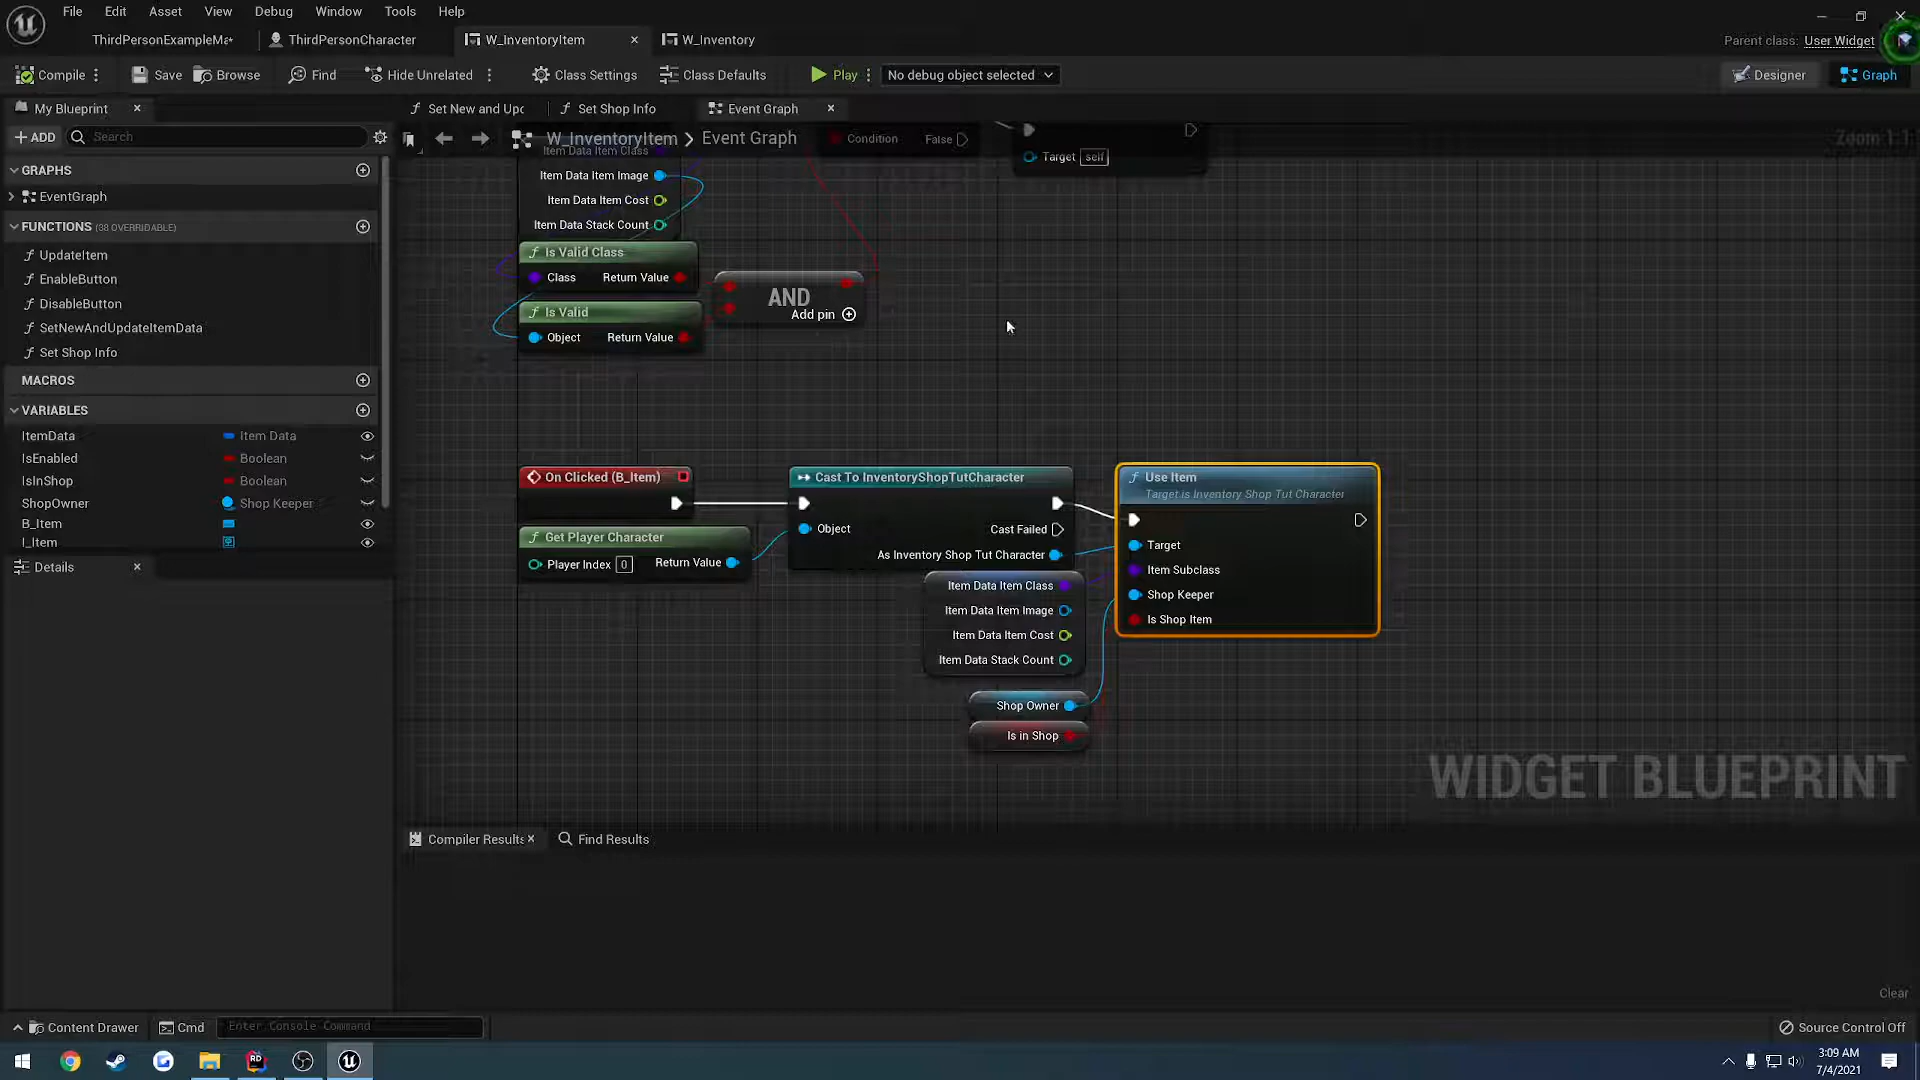 File Edit Asset View Debug Window Tools Help
ThirdPersonExampleMa* ThirdPersonCharacter W_InventoryItem W_Inventory
Parent class: User Widget
Compile Save Browse Find Hide Unrelated Class Settings Class Defaults Play No debug object selected Designer Graph
My Blueprint Set New and Upd Set Shop Info Event Graph
ADD Search W_InventoryItem > Event Graph
Zoom 1:1
GRAPHS
EventGraph
FUNCTIONS (38 OVERRIDABLE)
UpdateItem
EnableButton
DisableButton
SetNewAndUpdateItemData
Set Shop Info
MACROS
VARIABLES
ItemData Item Data
IsEnabled Boolean
IsInShop Boolean
ShopOwner Shop Keeper
B_Item
I_Item
Details
Item Data Item Class
Item Data Item Image
Item Data Item Cost
Item Data Stack Count
Condition False
Target self
Is Valid Class
Class Return Value
Is Valid
Object Return Value
AND
Add pin
On Clicked (B_Item)
Get Player Character
Player Index 0 Return Value
Cast To InventoryShopTutCharacter
Object Cast Failed
As Inventory Shop Tut Character
Item Data Item Class
Item Data Item Image
Item Data Item Cost
Item Data Stack Count
Shop Owner
Is in Shop
Use Item
Target is Inventory Shop Tut Character
Target
Item Subclass
Shop Keeper
Is Shop Item
WIDGET BLUEPRINT
Compiler Results Find Results
Clear
Content Drawer Cmd Enter Console Command Source Control Off
RD
3:09 AM
7/4/2021